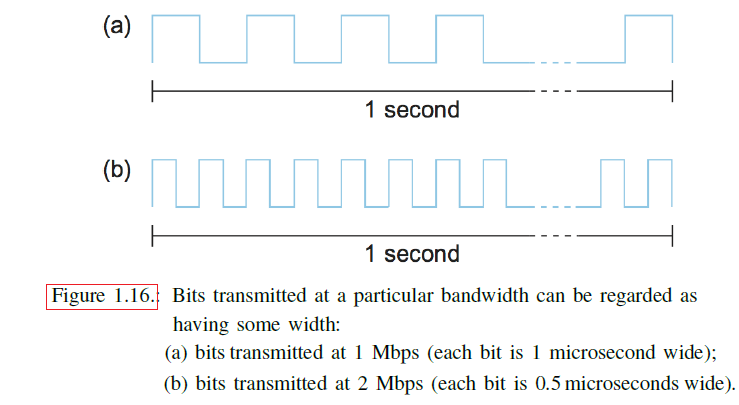 (a)
1 second
(b)
1 second
Figure 1.16.: Bits transmitted at a particular bandwidth can be regarded as
having some width:
(a) bits transmitted at 1 Mbps (each bit is 1 microsecond wide);
(b) bits transmitted at 2 Mbps (each bit is 0.5 microseconds wide).